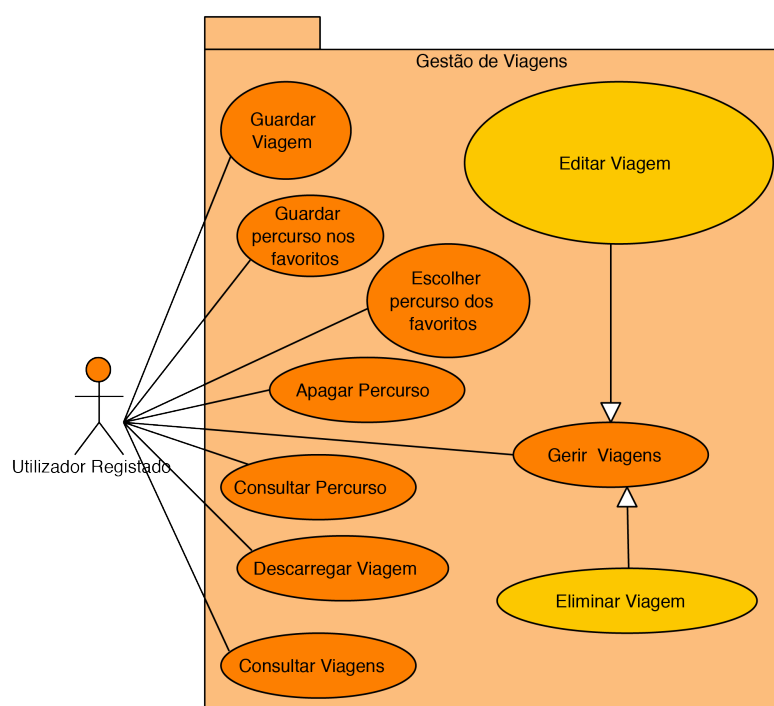 Gestão de Viagens
Guardar
Viagem
Editar Viagem
Guardar
percurso nos
favoritos
Escolher
percurso dos
favoritos
Apagar Percurso
Gerir  Viagens
Utilizador Registado
Consultar Percurso
Descarregar Viagem
Eliminar Viagem
Consultar Viagens